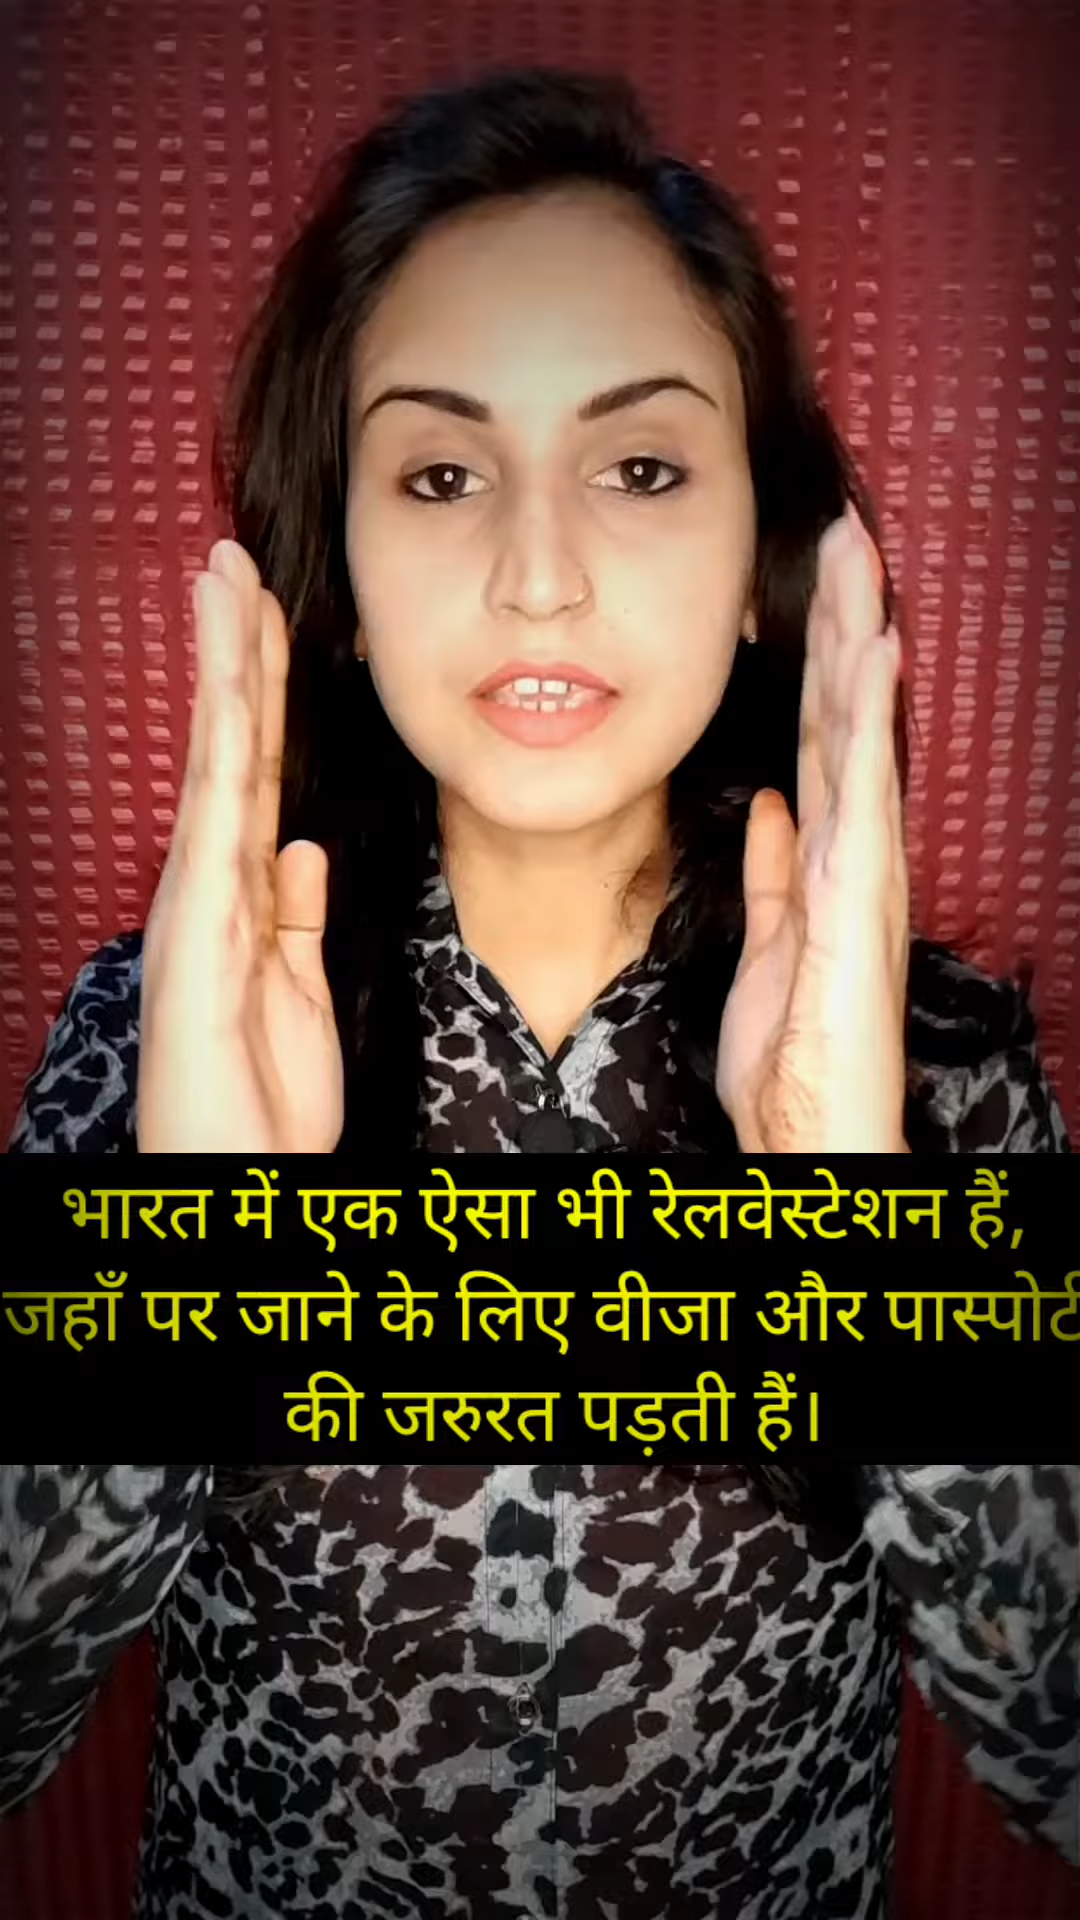 भारत में एक ऐसा भी रेलवेस्टेशन हैं,
जहाँ पर जाने के लिए वीजा और पास्पोर्ट
की जरुरत पड़ती हैं।